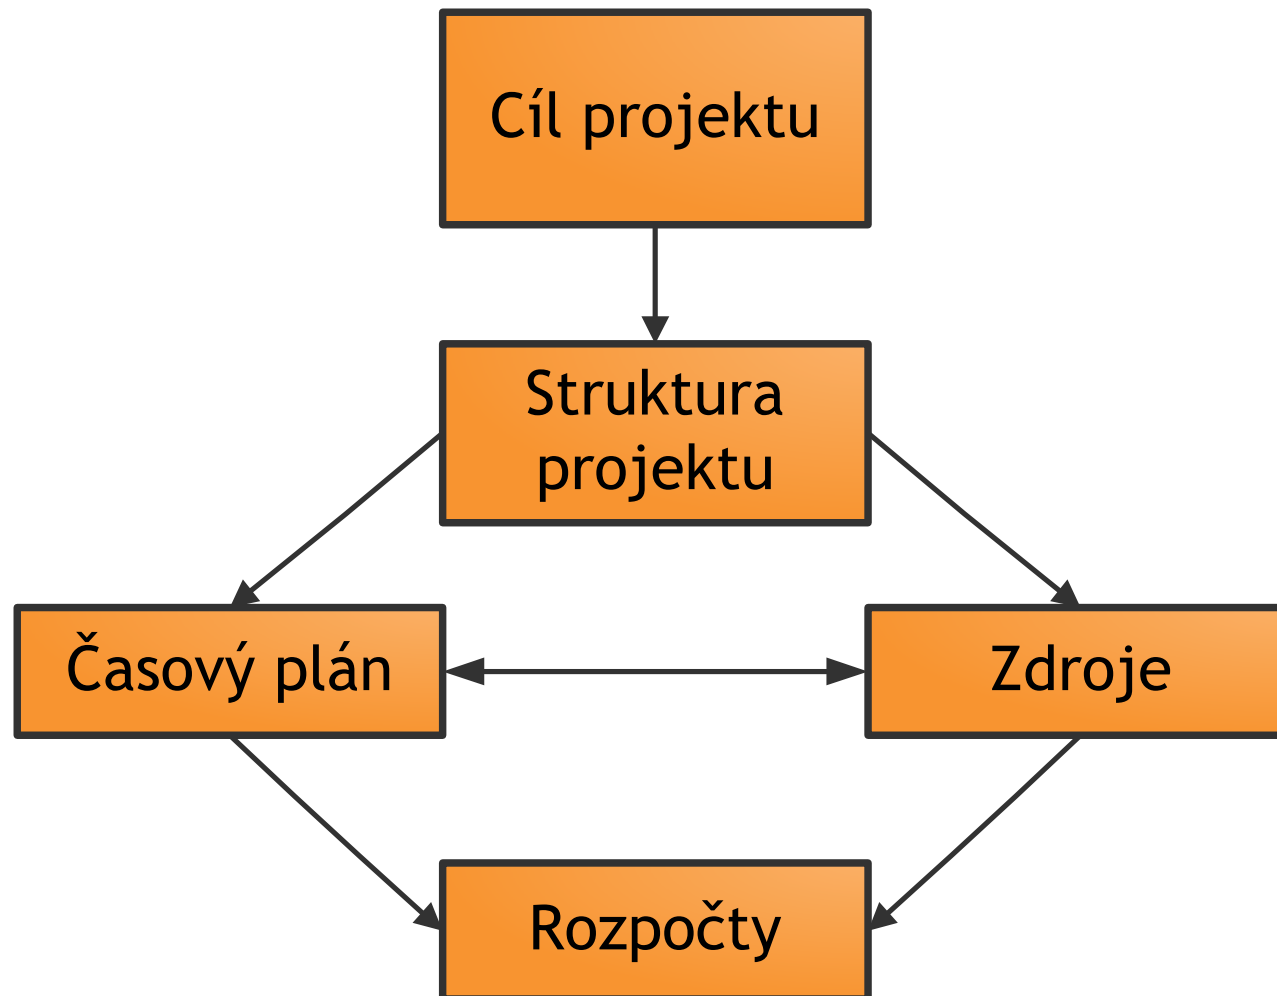 Cíl projektu
Struktura
projektu
Časový plán
Zdroje
Rozpočty